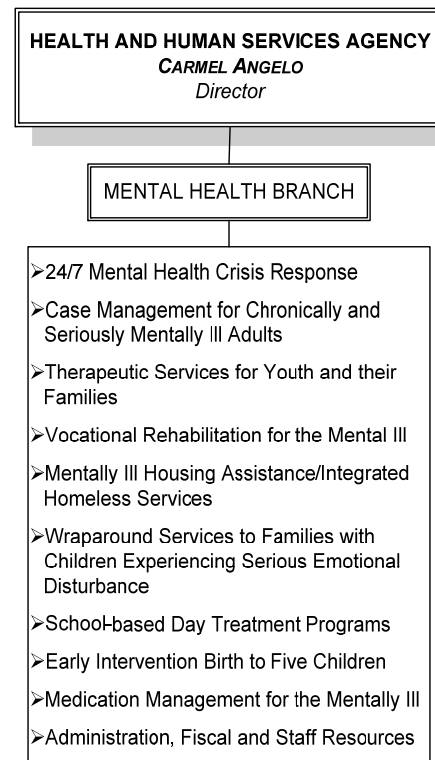 HEALTH AND HUMAN SERVICES AGENCY
CARMEL ANGELO
Director
MENTAL HEALTH BRANCH
➢24/7 Mental Health Crisis Response
➢Case Management for Chronically and
Seriously Mentally Ill Adults
➢Therapeutic Services for Youth and their
Families
➢Vocational Rehabilitation for the Mental Ill
➢Mentally Ill Housing Assistance/Integrated
Homeless Services
➢Wraparound Services to Families with
Children Experiencing Serious Emotional
Disturbance
➢School-based Day Treatment Programs
➢Early Intervention Birth to Five Children
➢Medication Management for the Mentally Ill
➢Administration, Fiscal and Staff Resources